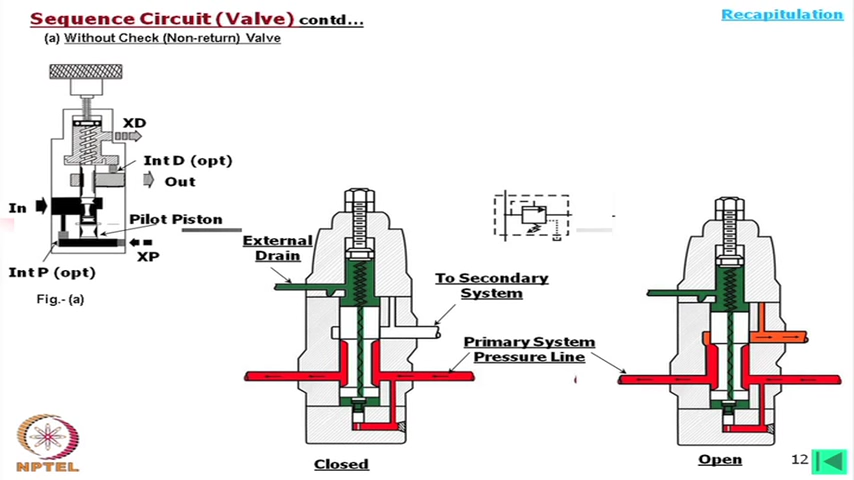 Sequence Circuit (Valve) contd...
Recapitulation
(a) Without Check (Non-return) Valve
XD
Int D (opt)
Out
In
Pilot Piston
XP
Int P (opt)
Fig.- (a)
External
Drain
To Secondary
System
Primary System
Pressure Line
Closed
Open
12
NPTEL